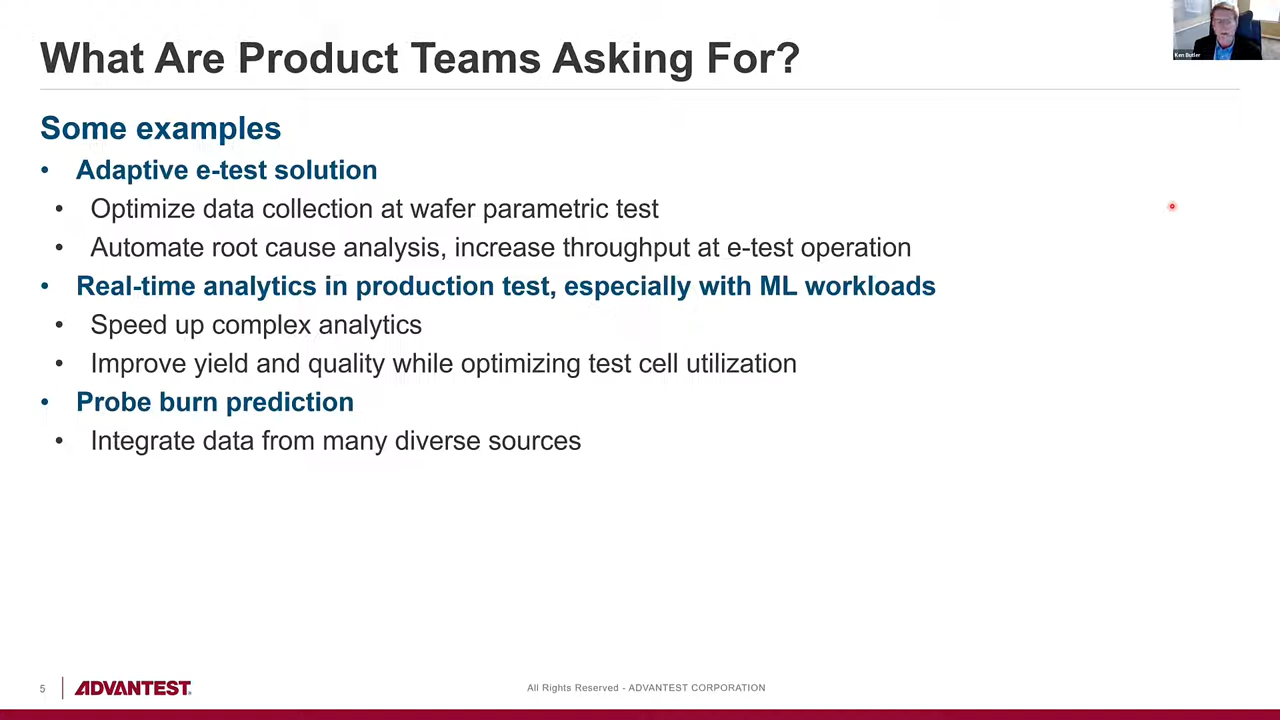 What Are Product Teams Asking For?
Ken Butler
Some examples
• Adaptive e-test solution
• Optimize data collection at wafer parametric test
• Automate root cause analysis, increase throughput at e-test operation
• Real-time analytics in production test, especially with ML workloads
• Speed up complex analytics
• Improve yield and quality while optimizing test cell utilization
• Probe burn prediction
• Integrate data from many diverse sources
5
ADVANTEST
All Rights Reserved - ADVANTEST CORPORATION